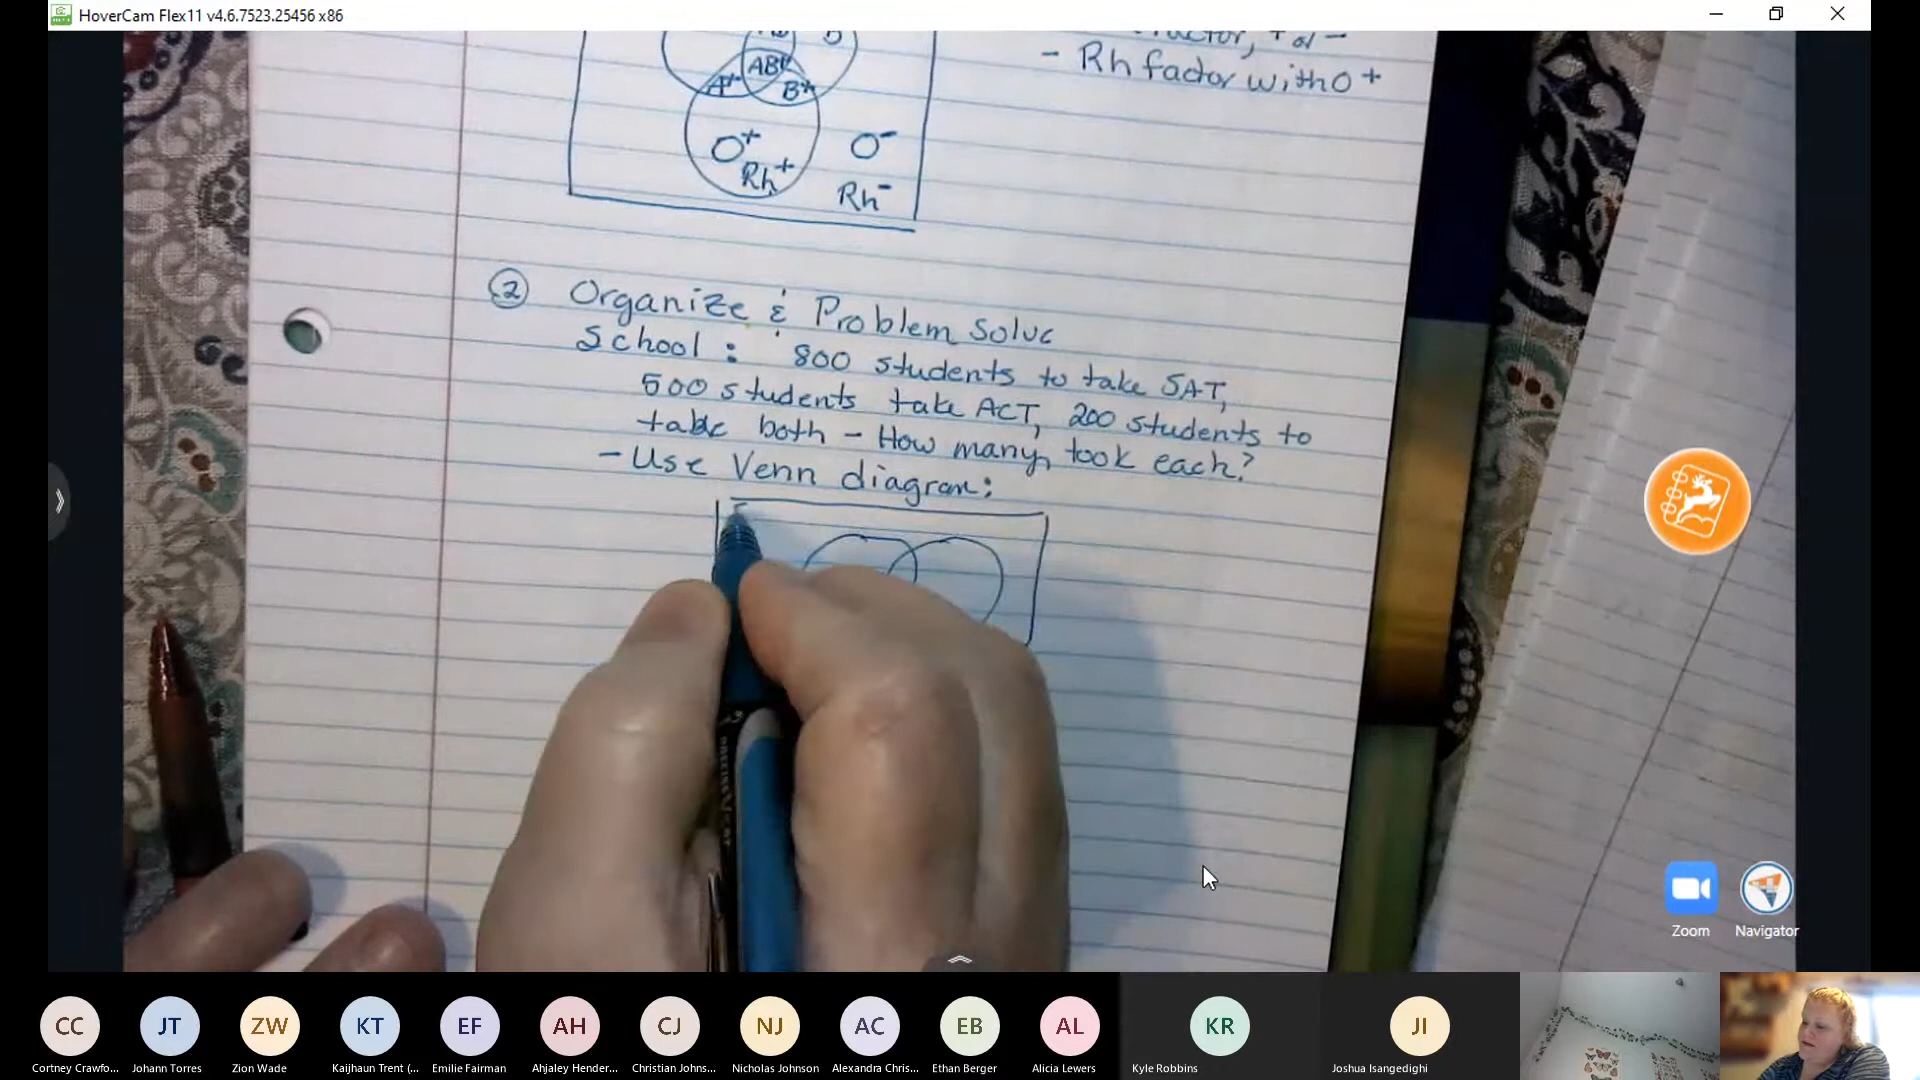 HoverCam Flex11 v4.6.7523.25456 x86
B
or -
- Rh factor with O +
AB+
A+
B+
O+
O-
Rh+
Rh-
② Organize & Problem Solve
School: 800 students to take SAT,
500 students take ACT, 200 students to
take both - How many took each?
- Use Venn diagram:
Zoom
Navigator
CC
JT
ZW
KT
EF
AH
CJ
NJ
AC
EB
AL
KR
JI
Cortney Crawfo...
Johann Torres
Zion Wade
Kaijhaun Trent (...
Emilie Fairman
Ahjaley Hender...
Christian Johns...
Nicholas Johnson
Alexandra Chris...
Ethan Berger
Alicia Lewers
Kyle Robbins
Joshua Isangedighi